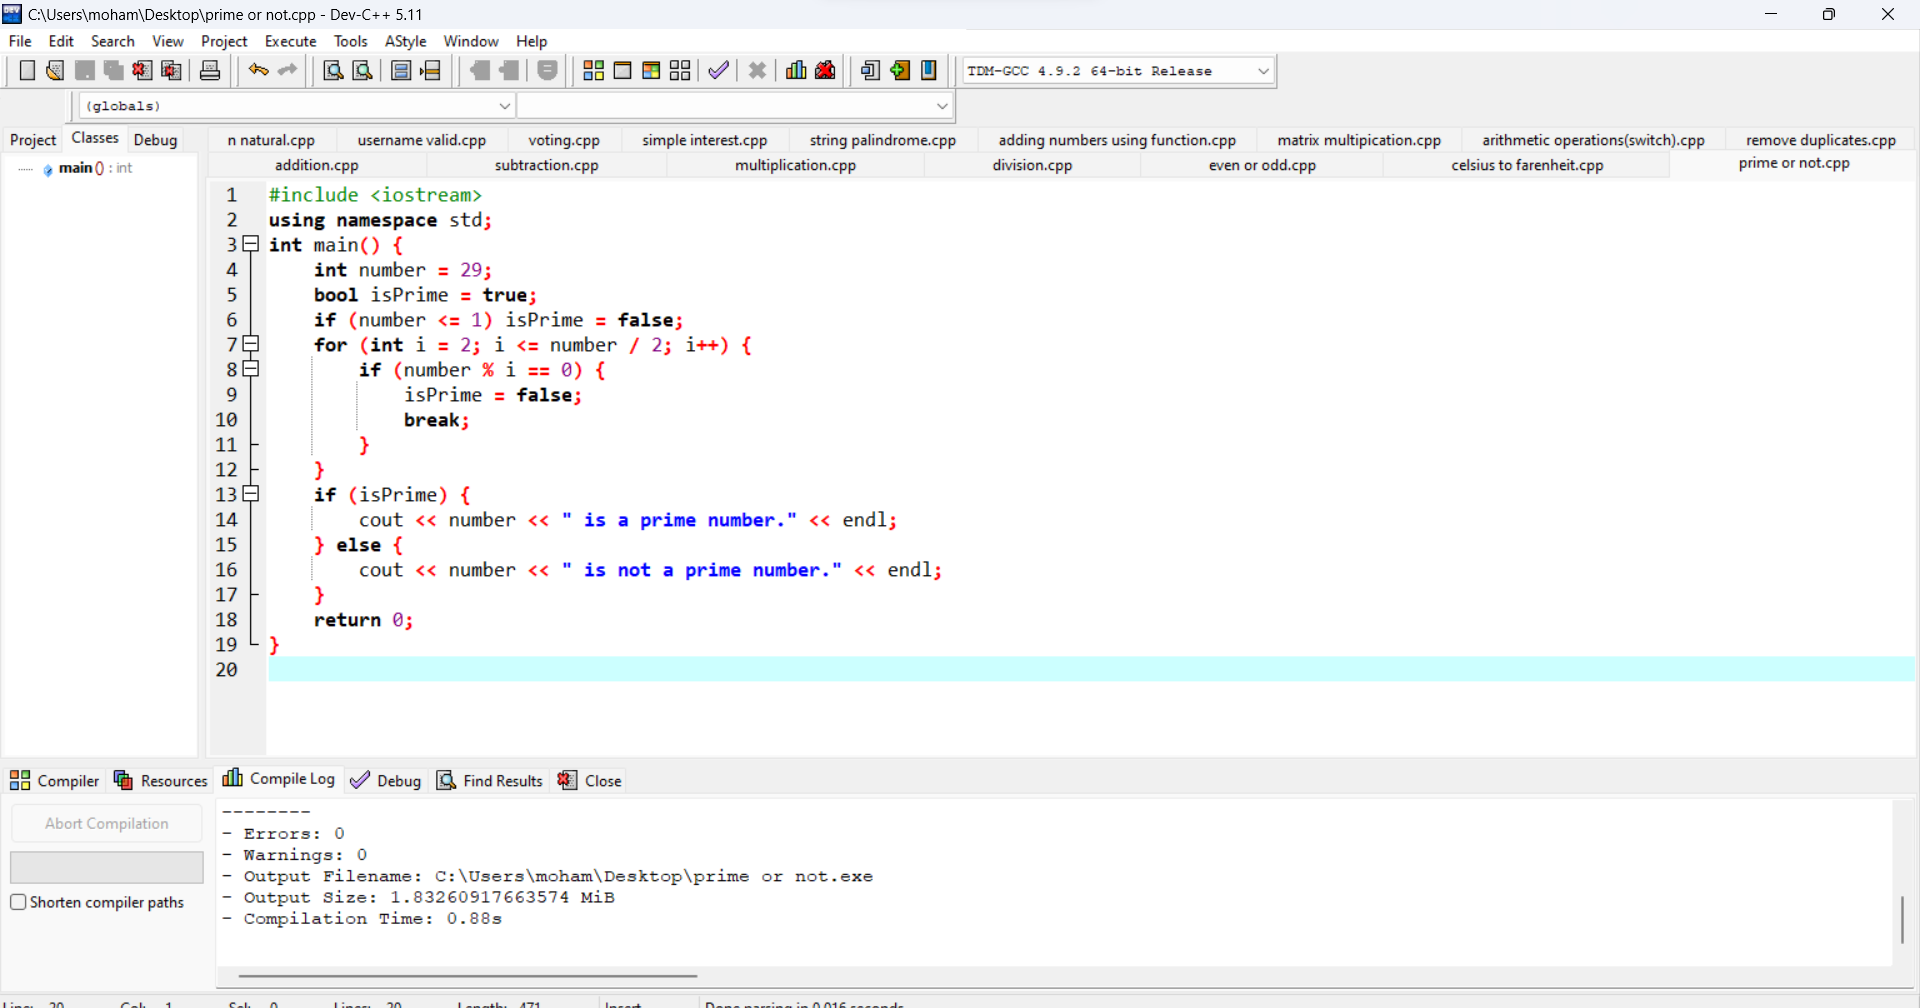 C:\Users\moham\Desktop\prime or not.cpp - Dev-C++ 5.11
File Edit Search View Project Execute Tools AStyle Window Help
TDM-GCC 4.9.2 64-bit Release
(globals)
Project Classes Debug
n natural.cpp username valid.cpp voting.cpp simple interest.cpp string palindrome.cpp adding numbers using function.cpp matrix multipication.cpp arithmetic operations(switch).cpp remove duplicates.cpp
addition.cpp subtraction.cpp multiplication.cpp division.cpp even or odd.cpp celsius to farenheit.cpp prime or not.cpp
main () : int
1 #include <iostream>
2 using namespace std;
3 int main() {
4     int number = 29;
5     bool isPrime = true;
6     if (number <= 1) isPrime = false;
7     for (int i = 2; i <= number / 2; i++) {
8         if (number % i == 0) {
9             isPrime = false;
10             break;
11         }
12     }
13     if (isPrime) {
14         cout << number << " is a prime number." << endl;
15     } else {
16         cout << number << " is not a prime number." << endl;
17     }
18     return 0;
19 }
20
Compiler Resources Compile Log Debug Find Results Close
Abort Compilation
Shorten compiler paths
--------
- Errors: 0
- Warnings: 0
- Output Filename: C:\Users\moham\Desktop\prime or not.exe
- Output Size: 1.83260917663574 MiB
- Compilation Time: 0.88s
Line: 20 Col: 1 Sel: 0 Lines: 20 Length: 471 Insert Done parsing in 0.016 seconds